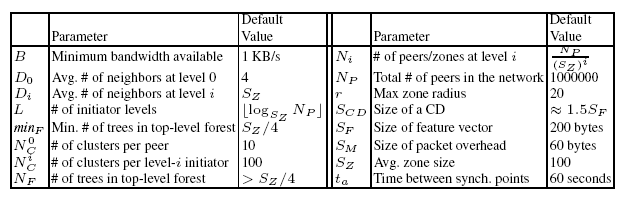 Parameter Default Value Parameter Default Value
B Minimum bandwidth available 1 KB/s N_i # of peers/zones at level i N_P/(S_Z)^i
D_0 Avg. # of neighbors at level 0 4 N_P Total # of peers in the network 1000000
D_i Avg. # of neighbors at level i S_Z r Max zone radius 20
L # of initiator levels ⌊log_{S_Z} N_P⌋ S_{CD} Size of a CD ≈ 1.5S_F
min_F Min. # of trees in top-level forest S_Z/4 S_F Size of feature vector 200 bytes
N_C^0 # of clusters per peer 10 S_M Size of packet overhead 60 bytes
N_C^i # of clusters per level-i initiator 100 S_Z Avg. zone size 100
N_F # of trees in top-level forest > S_Z/4 t_a Time between synch. points 60 seconds